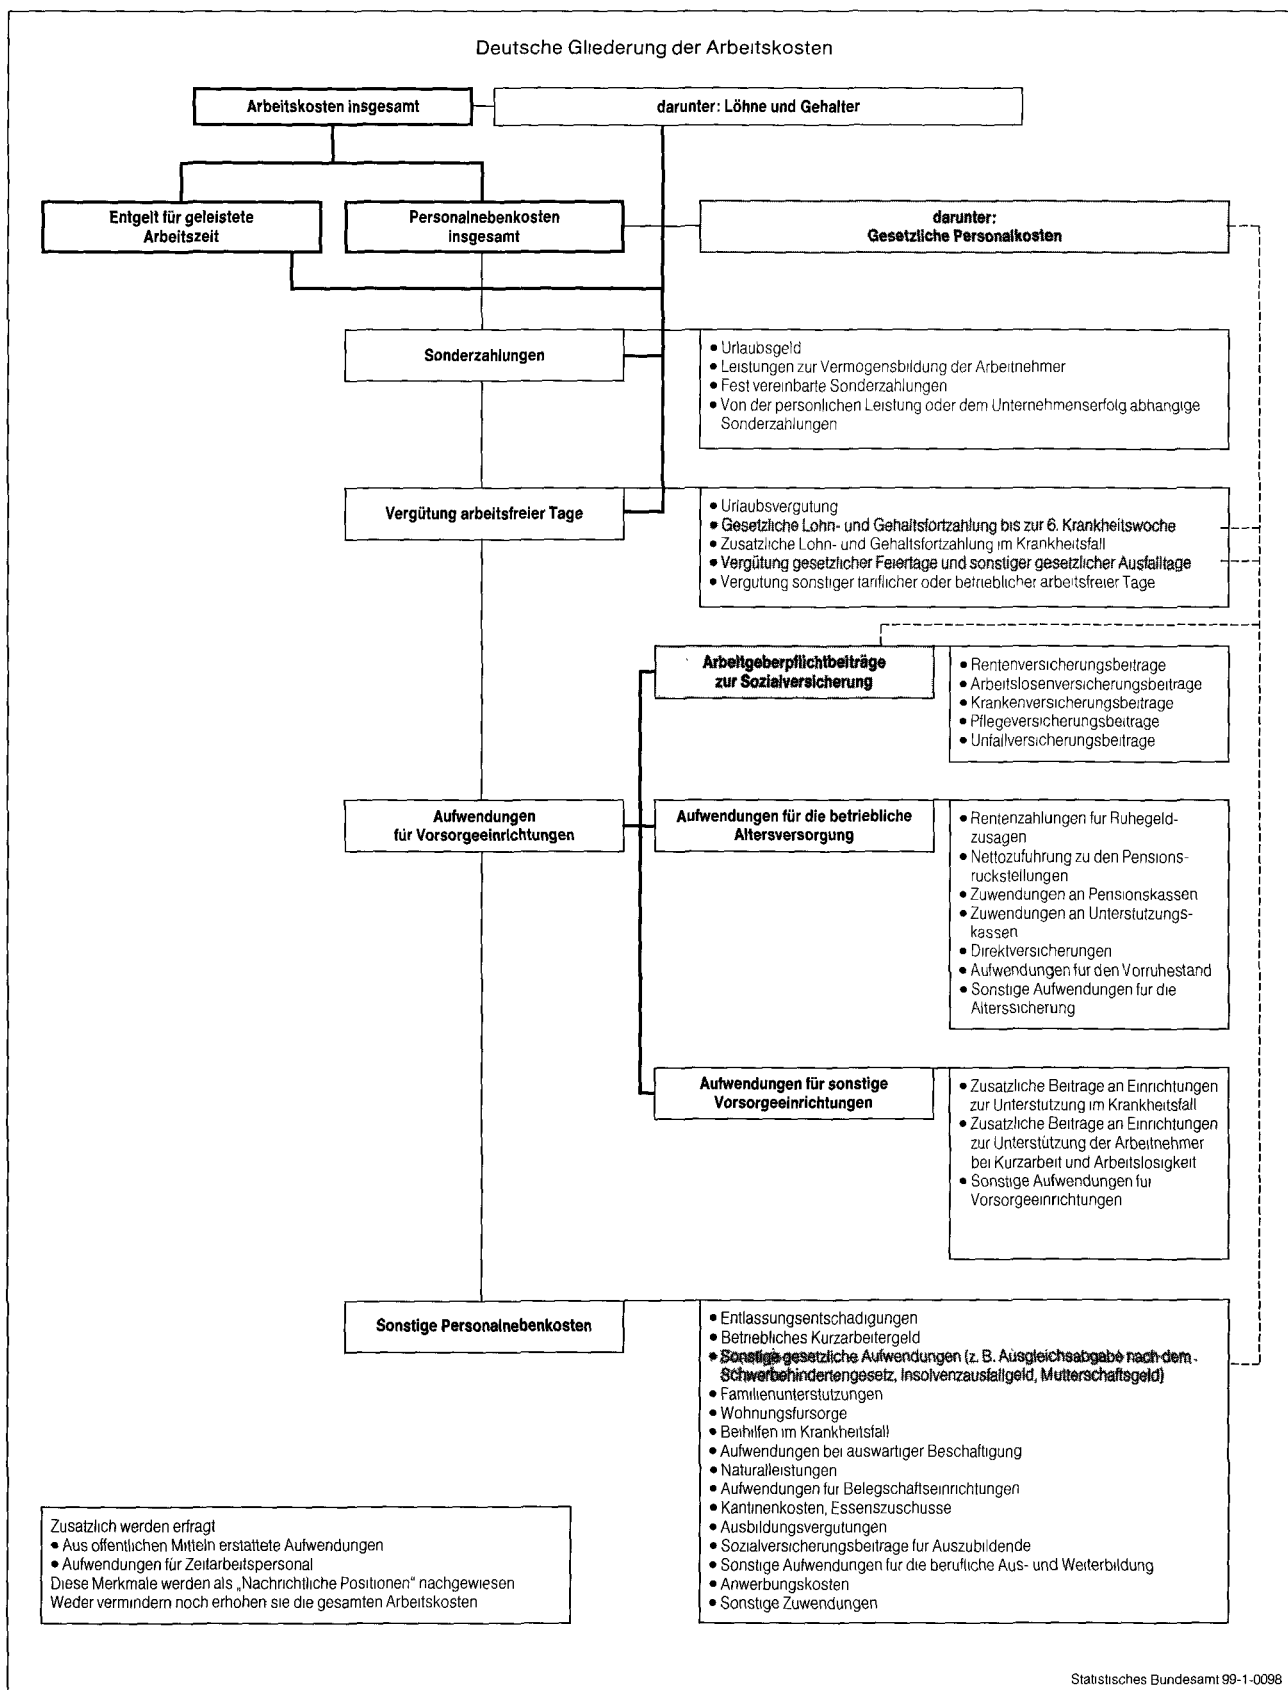 Deutsche Gliederung der Arbeitskosten
Arbeitskosten insgesamt
darunter: Löhne und Gehalter
Entgelt für geleistete
Arbeitszeit
Personalnebenkosten
insgesamt
darunter:
Gesetzliche Personalkosten
Sonderzahlungen
• Urlaubsgeld
• Leistungen zur Vermogensbildung der Arbeitnehmer
• Fest vereinbarte Sonderzahlungen
• Von der personlichen Leistung oder dem Unternehmenserfolg abhangige
Sonderzahlungen
Vergütung arbeitsfreier Tage
• Urlaubsvergutung
• Gesetzliche Lohn- und Gehaltsfortzahlung bis zur 6. Krankheitswoche
• Zusatzliche Lohn- und Gehaltsfortzahlung im Krankheitsfall
• Vergütung gesetzlicher Feiertage und sonstiger gesetzlicher Ausfalltage
• Vergutung sonstiger tariflicher oder betrieblicher arbeitsfreier Tage
Arbeitgeberpflichtbeiträge
zur Sozialversicherung
• Rentenversicherungsbeitrage
• Arbeitslosenversicherungsbeitrage
• Krankenversicherungsbeitrage
• Pflegeversicherungsbeitrage
• Unfallversicherungsbeitrage
Aufwendungen
für Vorsorgeeinrichtungen
Aufwendungen für die betriebliche
Altersversorgung
• Rentenzahlungen fur Ruhegeld-
zusagen
• Nettozufuhrung zu den Pensions-
ruckstellungen
• Zuwendungen an Pensionskassen
• Zuwendungen an Unterstutzungs-
kassen
• Direktversicherungen
• Aufwendungen fur den Vorruhestand
• Sonstige Aufwendungen fur die
Alterssicherung
Aufwendungen für sonstige
Vorsorgeeinrichtungen
• Zusatzliche Beitrage an Einrichtungen
zur Unterstutzung im Krankheitsfall
• Zusatzliche Beitrage an Einrichtungen
zur Unterstützung der Arbeitnehmer
bei Kurzarbeit und Arbeitslosigkeit
• Sonstige Aufwendungen fur
Vorsorgeeinrichtungen
Sonstige Personalnebenkosten
• Entlassungsentschadigungen
• Betriebliches Kurzarbeitergeld
• Sonstige gesetzliche Aufwendungen (z. B. Ausgleichsabgabe nach dem
Schwerbehindertengesetz, Insolvenzausfallgeld, Mutterschaftsgeld)
• Familienunterstutzungen
• Wohnungsfursorge
• Beihilfen im Krankheitsfall
• Aufwendungen bei auswartiger Beschaftigung
• Naturalleistungen
• Aufwendungen fur Belegschaftseinrichtungen
• Kantinenkosten, Essenszuschusse
• Ausbildungsvergutungen
• Sozialversicherungsbeitrage fur Auszubildende
• Sonstige Aufwendungen für die berufliche Aus- und Weiterbildung
• Anwerbungskosten
• Sonstige Zuwendungen
Zusatzlich werden erfragt
• Aus offentlichen Mitteln erstattete Aufwendungen
• Aufwendungen für Zeitarbeitspersonal
Diese Merkmale werden als „Nachrichtliche Positionen" nachgewiesen
Weder vermindern noch erhohen sie die gesamten Arbeitskosten
Statistisches Bundesamt 99-1-0098